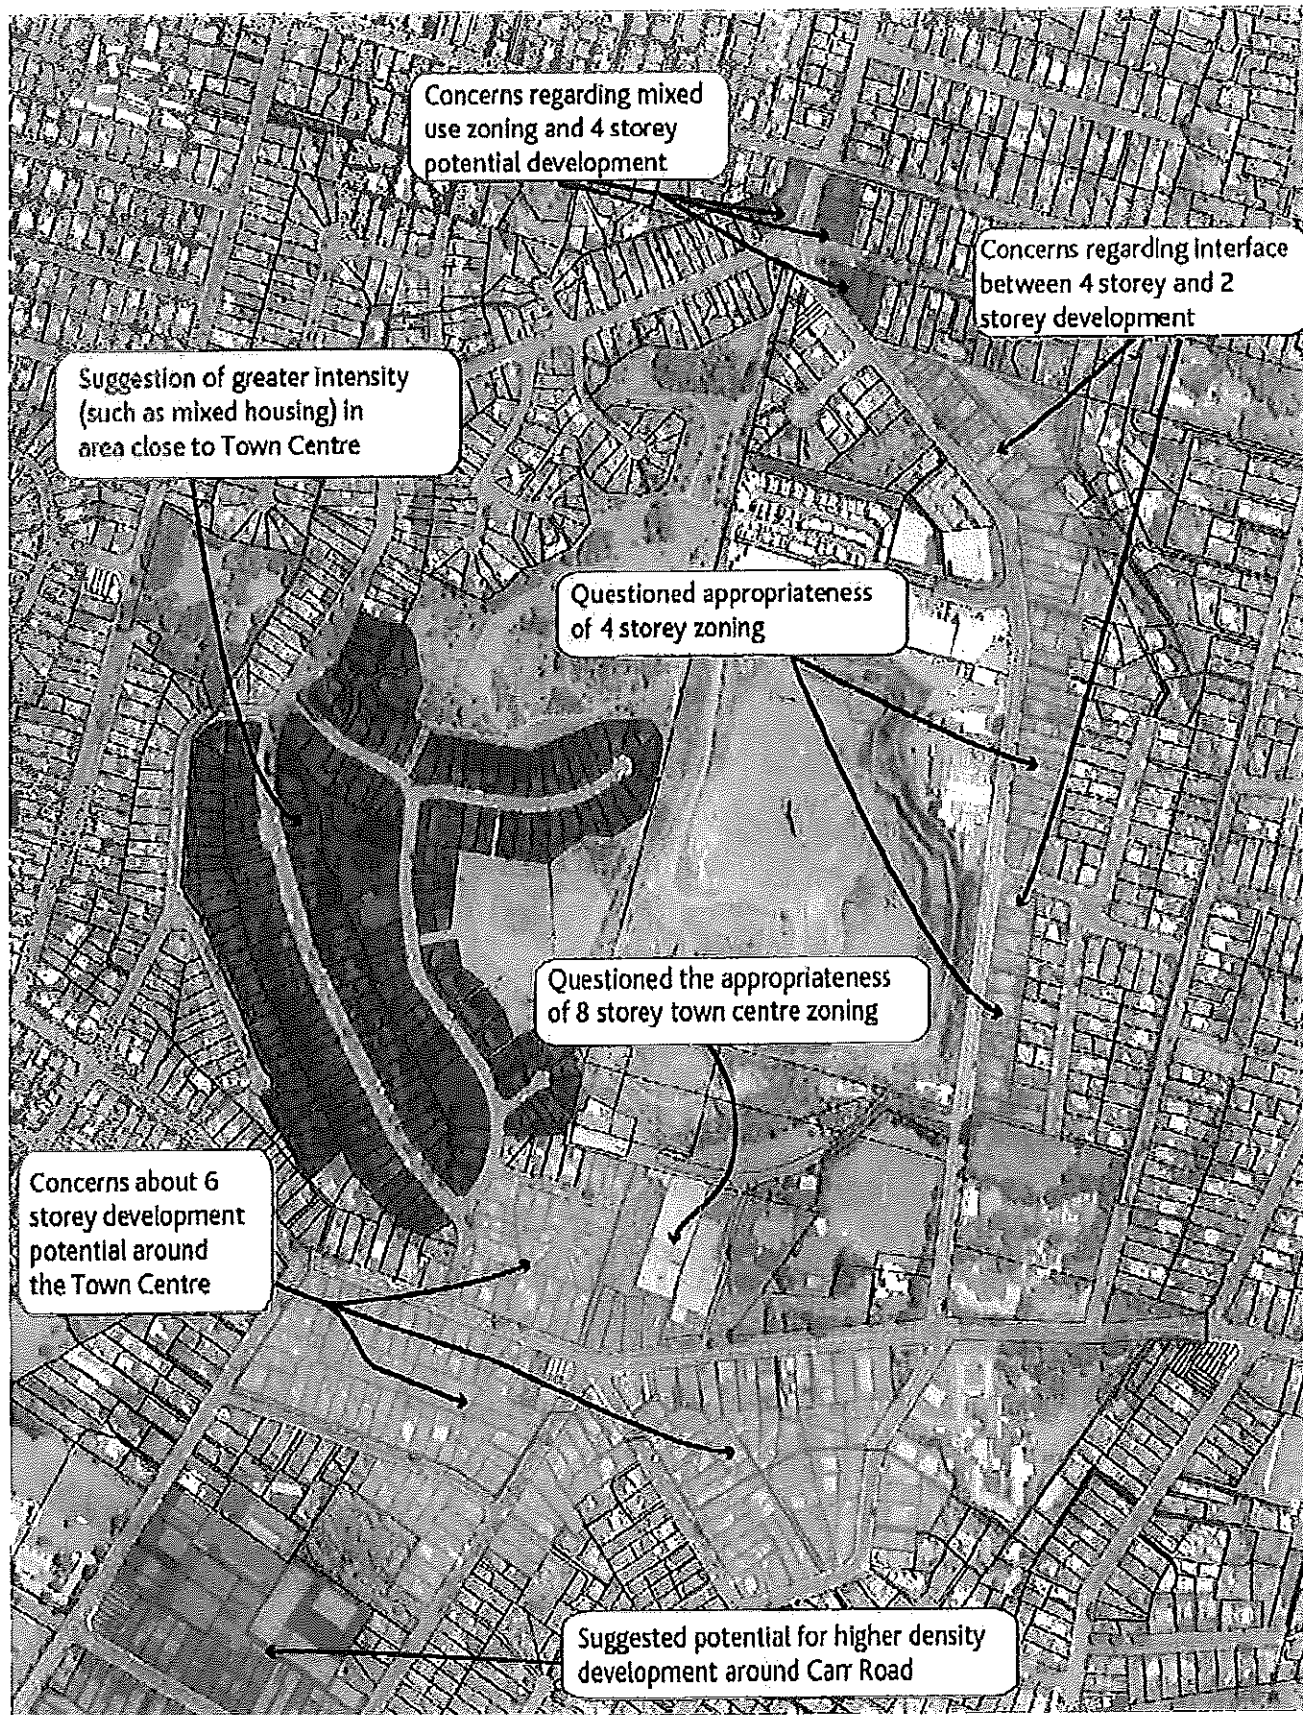 Concerns regarding mixed
use zoning and 4 storey
potential development
Concerns regarding interface
between 4 storey and 2
storey development
Suggestion of greater intensity
(such as mixed housing) in
area close to Town Centre
Questioned appropriateness
of 4 storey zoning
Questioned the appropriateness
of 8 storey town centre zoning
Concerns about 6
storey development
potential around
the Town Centre
Suggested potential for higher density
development around Carr Road